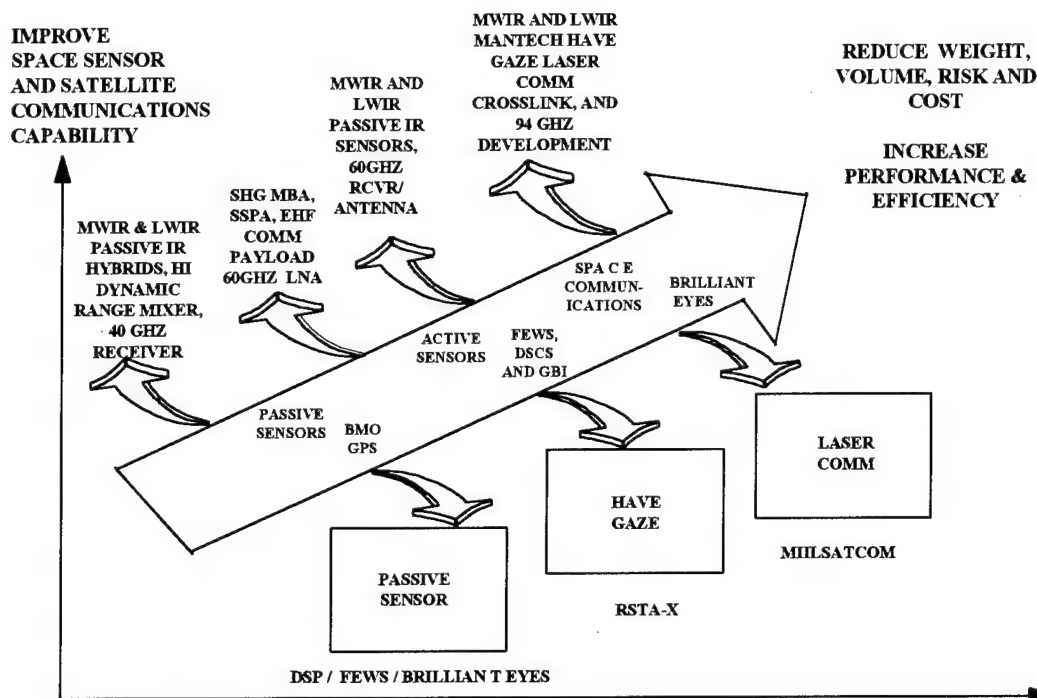 IMPROVE
SPACE SENSOR
AND SATELLITE
COMMUNICATIONS
CAPABILITY
MWIR & LWIR
PASSIVE IR
HYBRIDS, HI
DYNAMIC
RANGE MIXER,
40 GHZ
RECEIVER
SHG MBA,
SSPA, EHF
COMM
PAYLOAD
60GHZ LNA
MWIR AND
LWIR
PASSIVE IR
SENSORS,
60GHZ
RCVR/
ANTENNA
MWIR AND LWIR
MANTECH HAVE
GAZE LASER
COMM
CROSSLINK, AND
94 GHZ
DEVELOPMENT
REDUCE WEIGHT,
VOLUME, RISK AND
COST
INCREASE
PERFORMANCE &
EFFICIENCY
PASSIVE
SENSORS
BMO
GPS
ACTIVE
SENSORS
FEWS,
DSCS
AND GBI
SPA C E
COMMUN-
ICATIONS
BRILLIANT
EYES
PASSIVE
SENSOR
DSP / FEWS / BRILLIAN T EYES
HAVE
GAZE
RSTA-X
LASER
COMM
MIILSATCOM